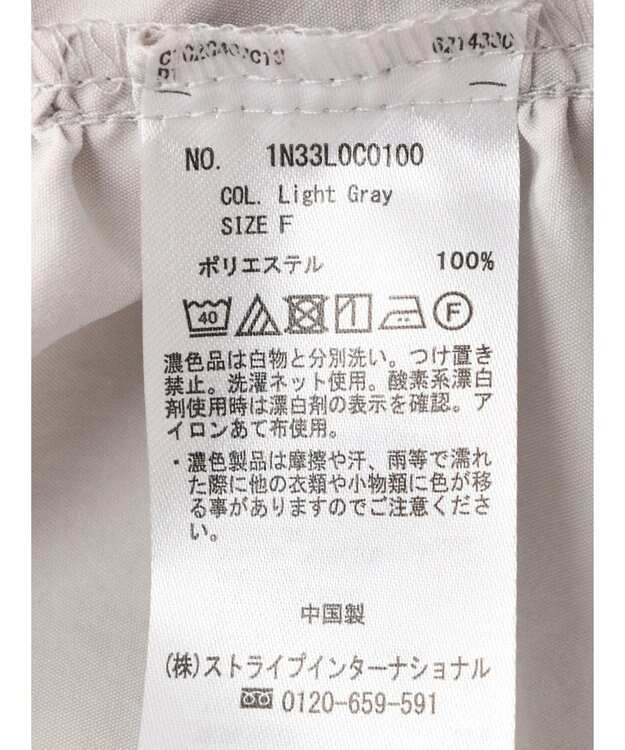 6214330
NO. 1N33L0C0100
COL. Light Gray
SIZE F
ポリエステル 100%
40 F
濃色品は白物と分別洗い。つけ置き
禁止。洗濯ネット使用。酸素系漂白
剤使用時は漂白剤の表示を確認。ア
イロンあて布使用。
・濃色製品は摩擦や汗、雨等で濡れ
た際に他の衣類や小物類に色が移
る事がありますのでご注意くださ
い。
中国製
(株)ストライプインターナショナル
0120-659-591